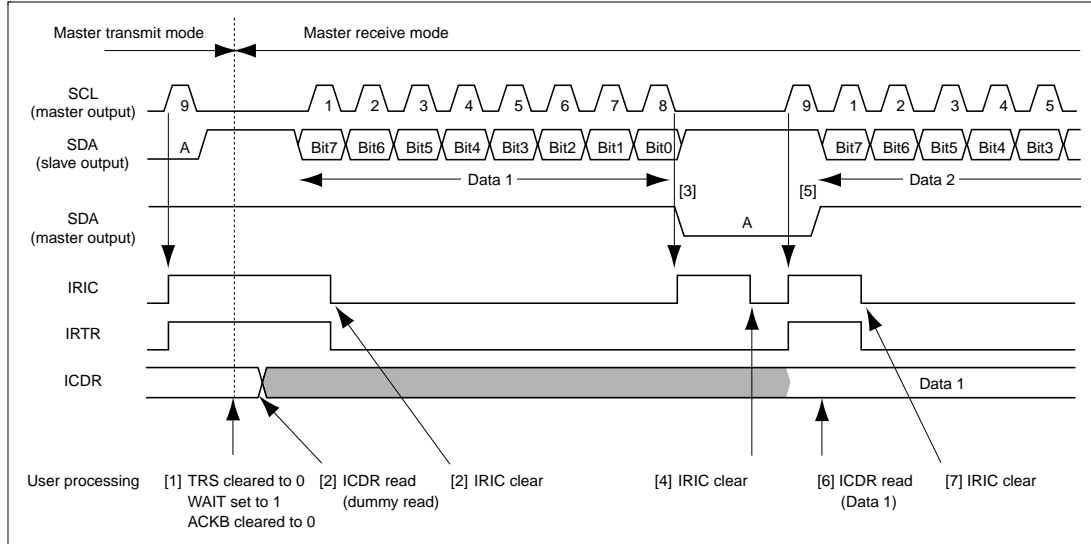 Master transmit mode
Master receive mode
SCL
(master output)
9 1 2 3 4 5 6 7 8 9 1 2 3 4 5
SDA
(slave output)
A Bit7 Bit6 Bit5 Bit4 Bit3 Bit2 Bit1 Bit0 Bit7 Bit6 Bit5 Bit4 Bit3
Data 1
[3]
[5]
Data 2
SDA
(master output)
A
IRIC
IRTR
ICDR
Data 1
User processing
[1] TRS cleared to 0
WAIT set to 1
ACKB cleared to 0
[2] ICDR read
(dummy read)
[2] IRIC clear
[4] IRIC clear
[6] ICDR read
(Data 1)
[7] IRIC clear